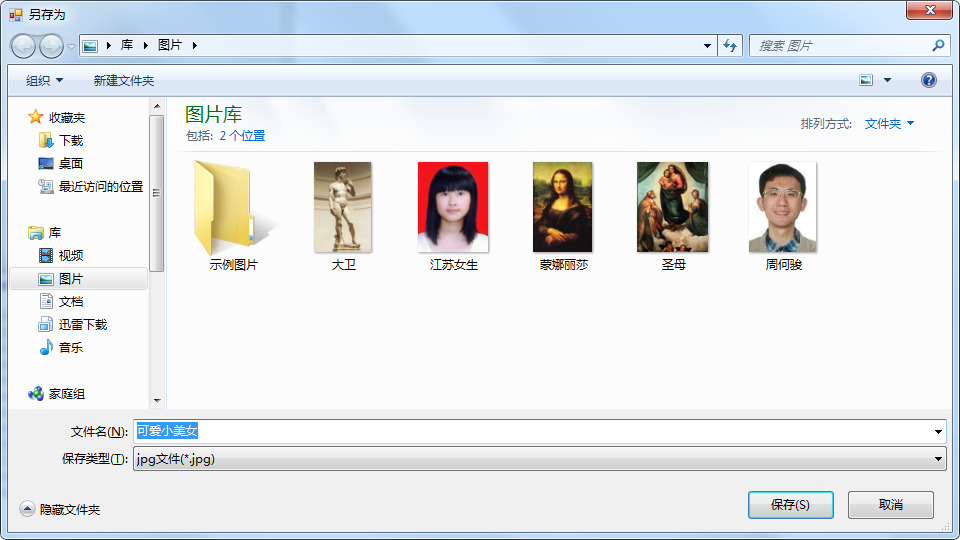 另存为
库 图片
搜索 图片
组织 新建文件夹
收藏夹
下载
桌面
最近访问的位置
库
视频
图片
文档
迅雷下载
音乐
家庭组
图片库
包括: 2 个位置
排列方式: 文件夹
示例图片 大卫 江苏女生 蒙娜丽莎 圣母 周何骏
文件名(N): 可爱小美女
保存类型(T): jpg文件(*.jpg)
隐藏文件夹 保存(S) 取消